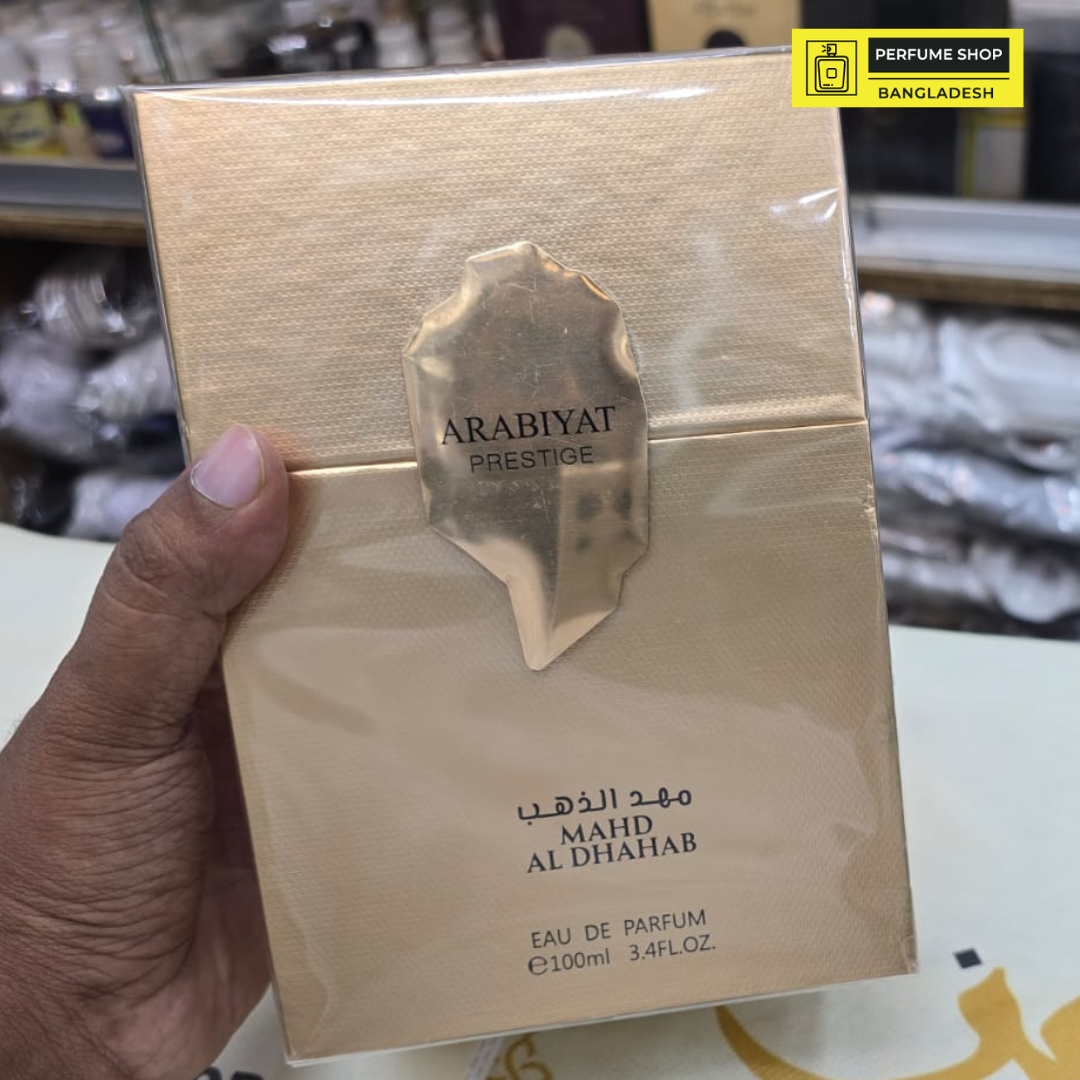 PERFUME SHOP
BANGLADESH
ARABIYAT
PRESTIGE
مهد الذهب
MAHD
AL DHAHAB
EAU DE PARFUM
℮100ml 3.4FL.OZ.